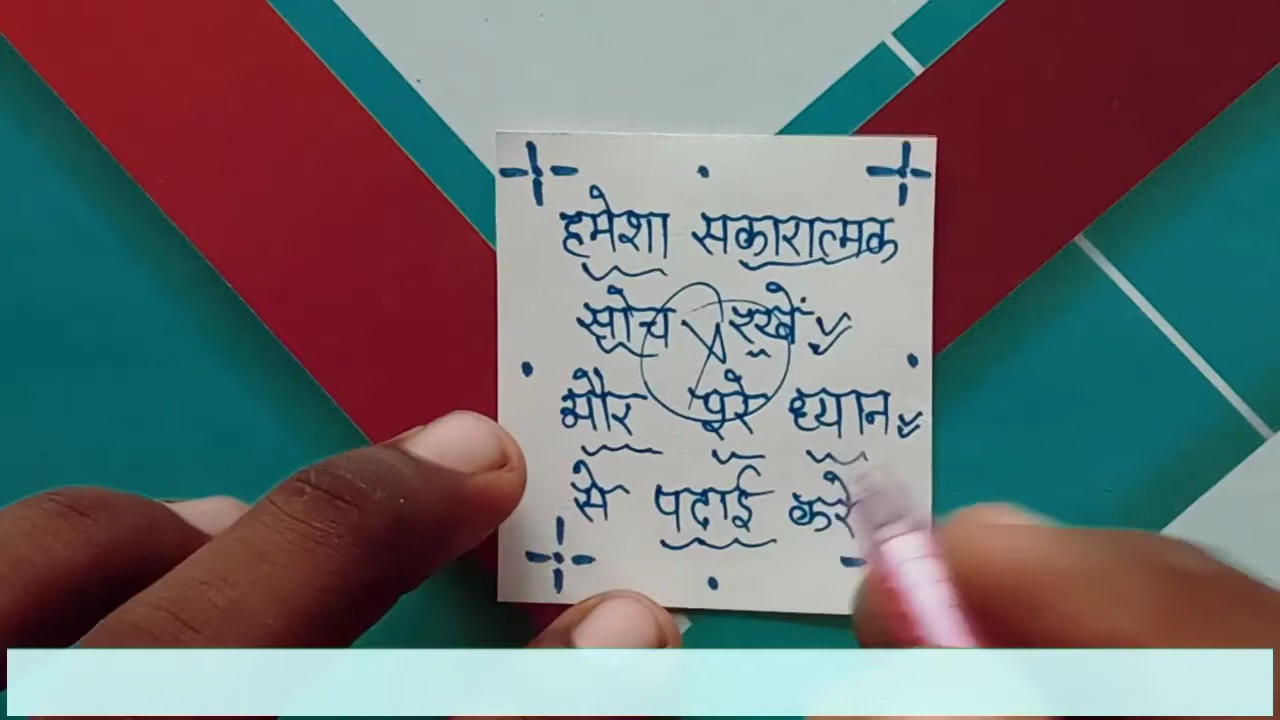 हमेशा सकारात्मक
सोच रखें
और पूरे ध्यान
से पढाई करे